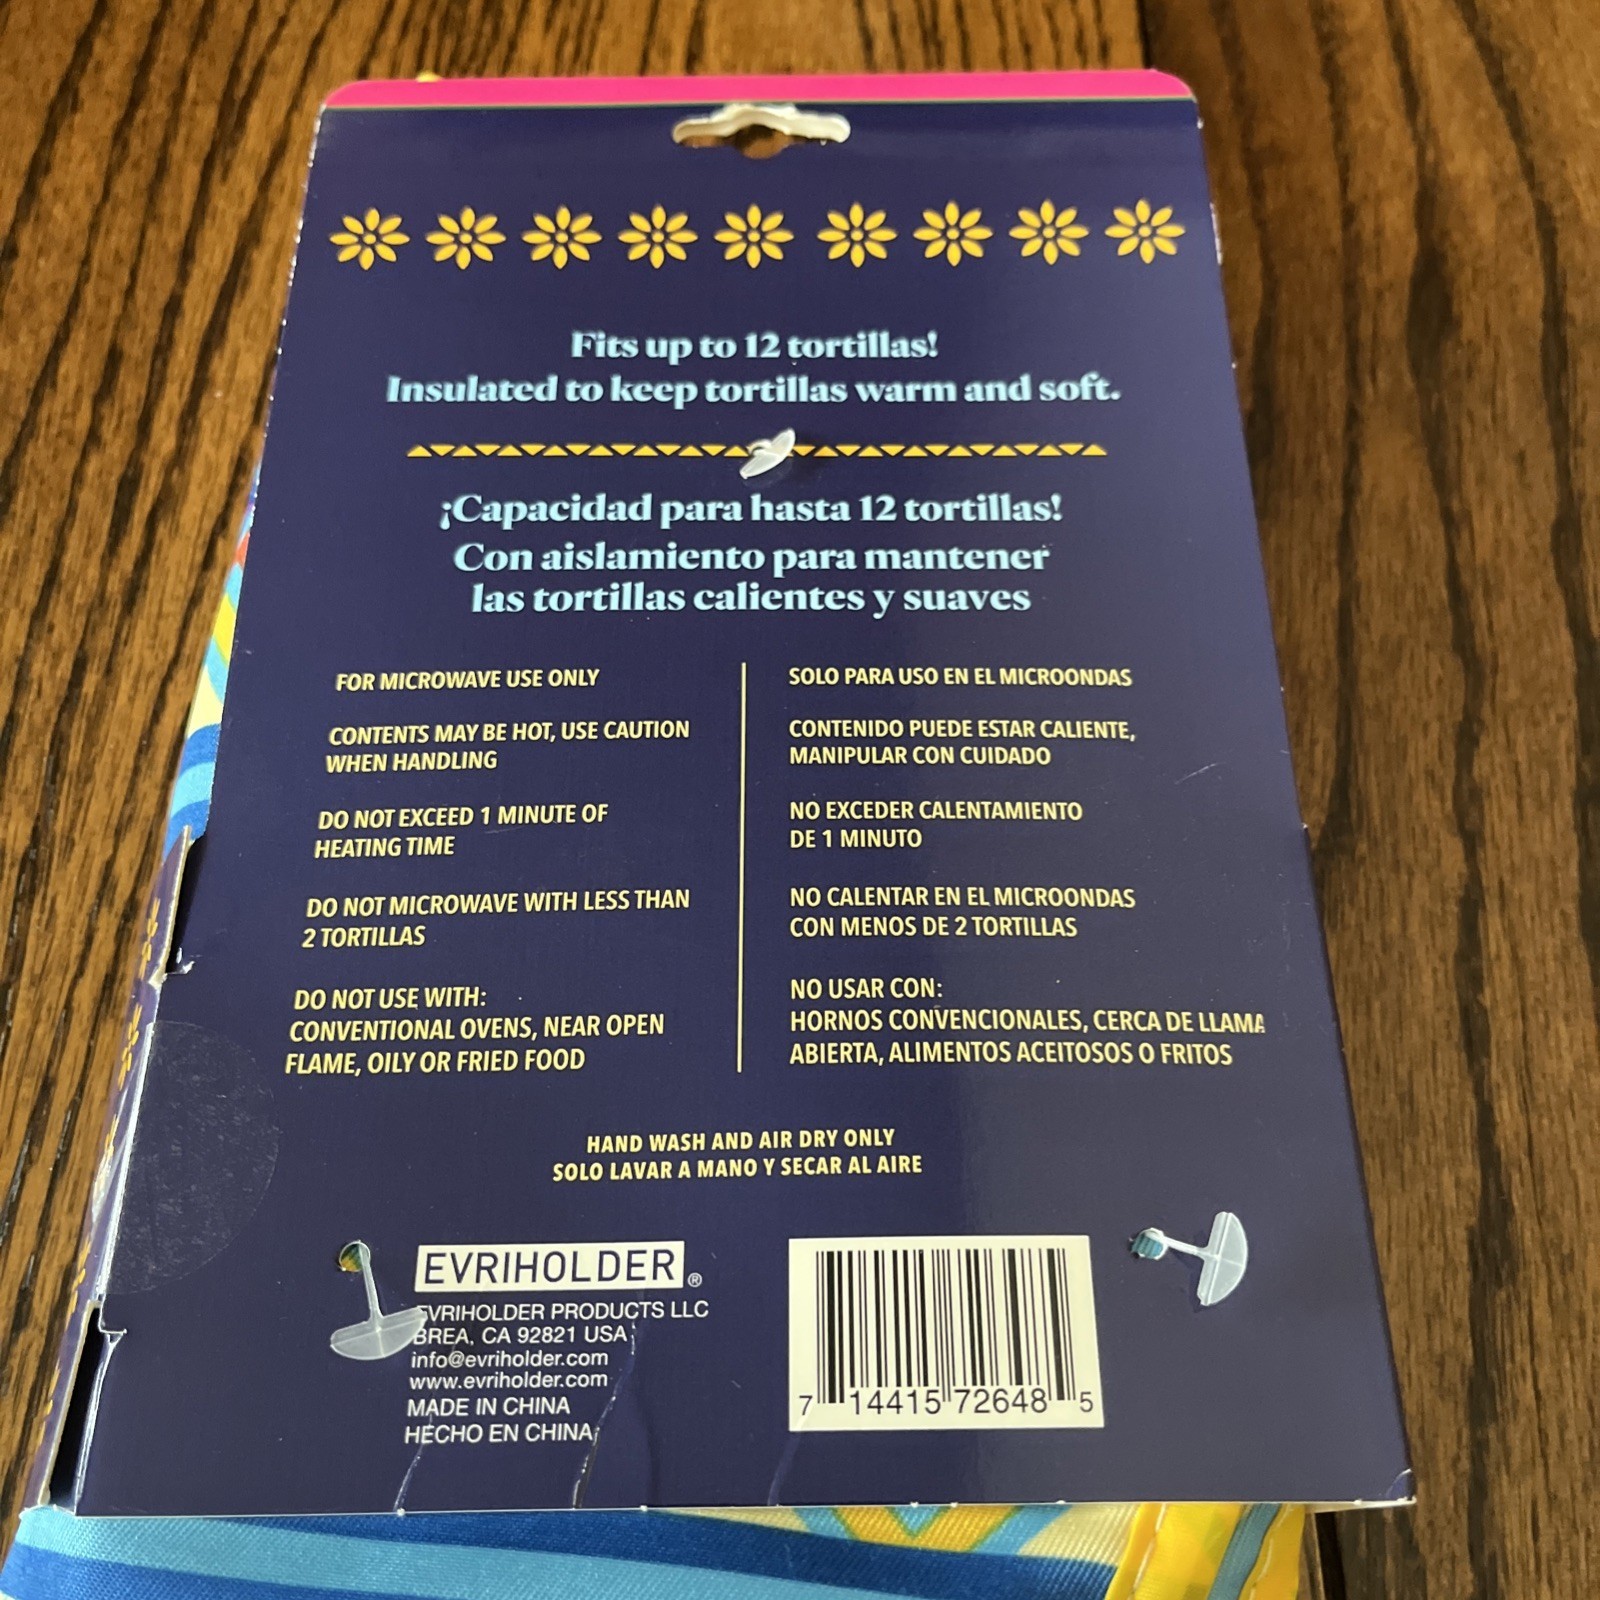 Fits up to 12 tortillas!
Insulated to keep tortillas warm and soft.
¡Capacidad para hasta 12 tortillas!
Con aislamiento para mantener
las tortillas calientes y suaves
FOR MICROWAVE USE ONLY
CONTENTS MAY BE HOT, USE CAUTION
WHEN HANDLING
DO NOT EXCEED 1 MINUTE OF
HEATING TIME
DO NOT MICROWAVE WITH LESS THAN
2 TORTILLAS
DO NOT USE WITH:
CONVENTIONAL OVENS, NEAR OPEN
FLAME, OILY OR FRIED FOOD
SOLO PARA USO EN EL MICROONDAS
CONTENIDO PUEDE ESTAR CALIENTE,
MANIPULAR CON CUIDADO
NO EXCEDER CALENTAMIENTO
DE 1 MINUTO
NO CALENTAR EN EL MICROONDAS
CON MENOS DE 2 TORTILLAS
NO USAR CON:
HORNOS CONVENCIONALES, CERCA DE LLAMA
ABIERTA, ALIMENTOS ACEITOSOS O FRITOS
HAND WASH AND AIR DRY ONLY
SOLO LAVAR A MANO Y SECAR AL AIRE
EVRIHOLDER®
EVRIHOLDER PRODUCTS LLC
BREA, CA 92821 USA
info@evriholder.com
www.evriholder.com
MADE IN CHINA
HECHO EN CHINA
7 14415 72648 5